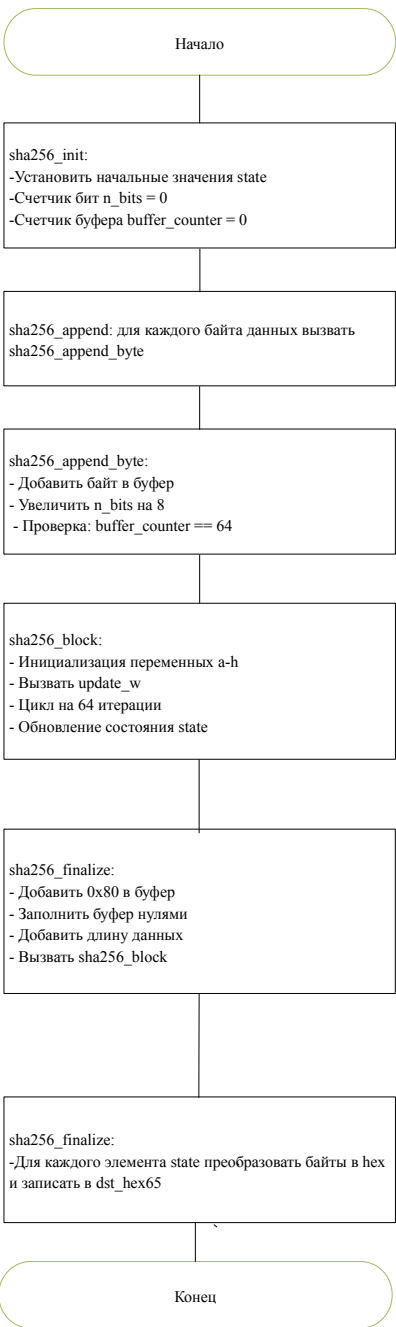 Начало
sha256_init:
-Установить начальные значения state
-Счетчик бит n_bits = 0
-Счетчик буфера buffer_counter = 0
sha256_append: для каждого байта данных вызвать
sha256_append_byte
sha256_append_byte:
- Добавить байт в буфер
- Увеличить n_bits на 8
- Проверка: buffer_counter == 64
sha256_block:
- Инициализация переменных a-h
- Вызвать update_w
- Цикл на 64 итерации
- Обновление состояния state
sha256_finalize:
- Добавить 0x80 в буфер
- Заполнить буфер нулями
- Добавить длину данных
- Вызвать sha256_block
sha256_finalize:
-Для каждого элемента state преобразовать байты в hex
и записать в dst_hex65
`
Конец